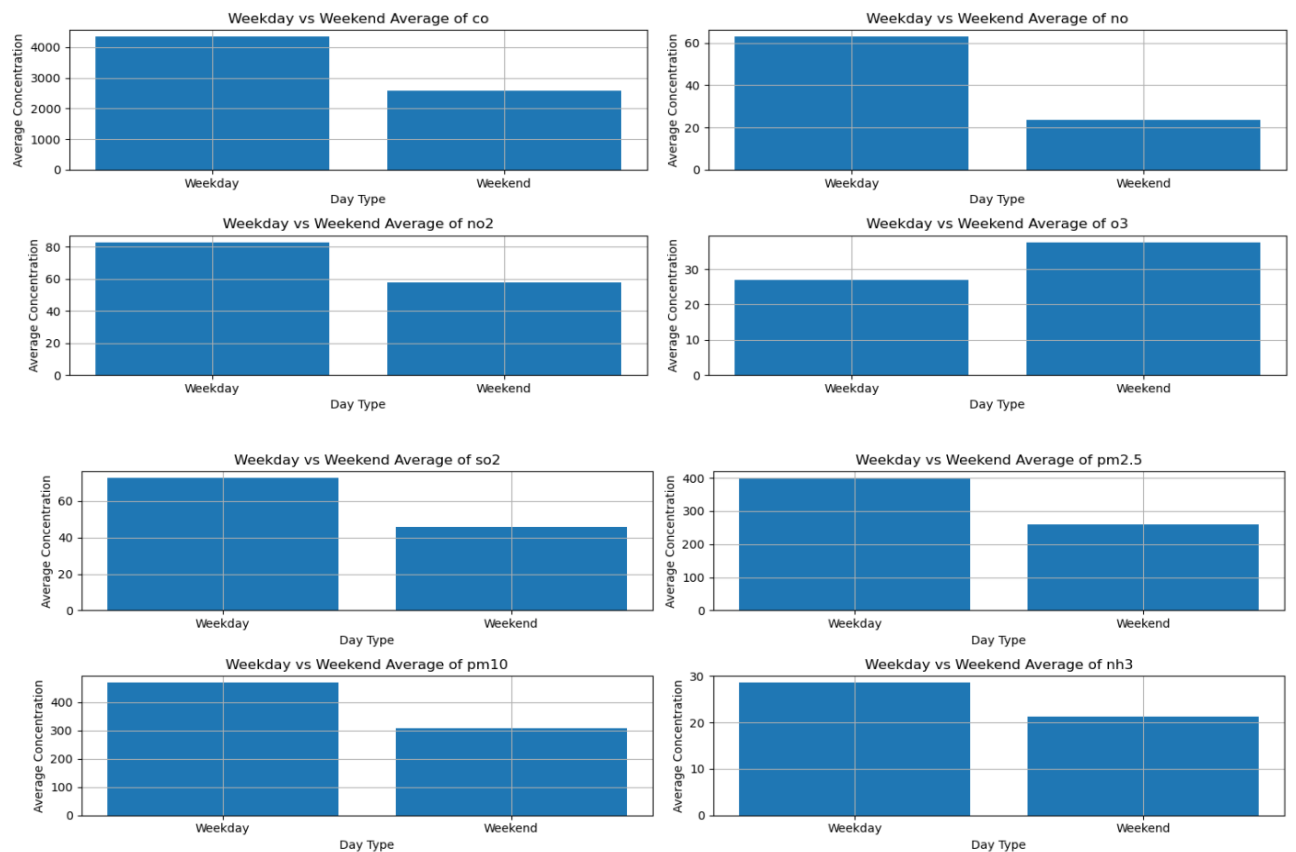 Weekday vs Weekend Average of co
4000
3000
2000
1000
0
Average Concentration
Weekday
Weekend
Day Type
Weekday vs Weekend Average of no
60
40
20
0
Average Concentration
Weekday
Weekend
Day Type
Weekday vs Weekend Average of no2
80
60
40
20
0
Average Concentration
Weekday
Weekend
Day Type
Weekday vs Weekend Average of o3
30
20
10
0
Average Concentration
Weekday
Weekend
Day Type
Weekday vs Weekend Average of so2
60
40
20
0
Average Concentration
Weekday
Weekend
Day Type
Weekday vs Weekend Average of pm2.5
400
300
200
100
0
Average Concentration
Weekday
Weekend
Day Type
Weekday vs Weekend Average of pm10
400
300
200
100
0
Average Concentration
Weekday
Weekend
Day Type
Weekday vs Weekend Average of nh3
30
20
10
0
Average Concentration
Weekday
Weekend
Day Type